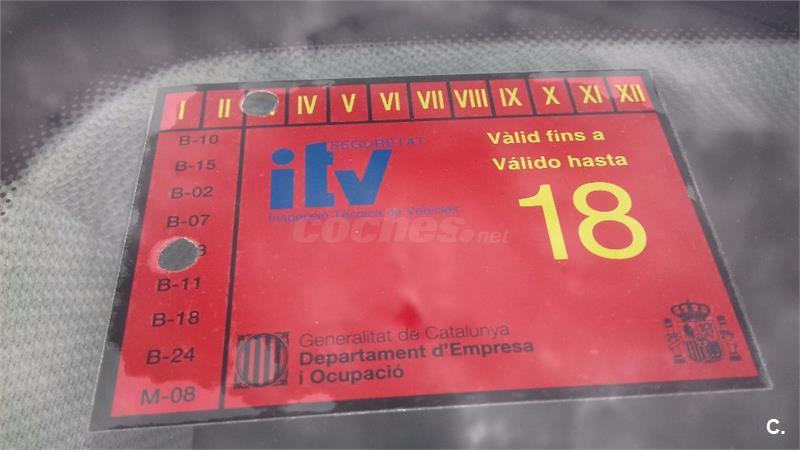 I II IV V VI VII VIII IX X XI XII
B-10
B-15
B-02
B-07
B-11
B-18
B-24
M-08
SEGURETAT
itv
Inspecció Tècnica de Vehicles
Vàlid fins a
Válido hasta
18
coches.net
Generalitat de Catalunya
Departament d'Empresa
i Ocupació
C.